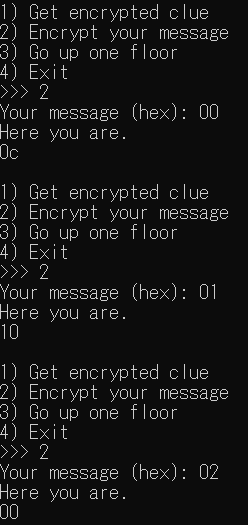 1) Get encrypted clue
2) Encrypt your message
3) Go up one floor
4) Exit
>>> 2
Your message (hex): 00
Here you are.
0c
1) Get encrypted clue
2) Encrypt your message
3) Go up one floor
4) Exit
>>> 2
Your message (hex): 01
Here you are.
10
1) Get encrypted clue
2) Encrypt your message
3) Go up one floor
4) Exit
>>> 2
Your message (hex): 02
Here you are.
00